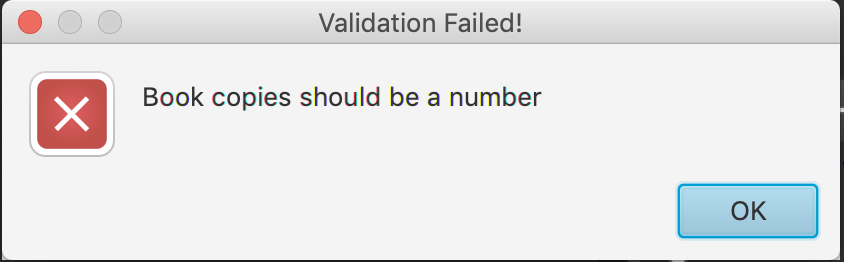 Validation Failed!
Book copies should be a number
OK